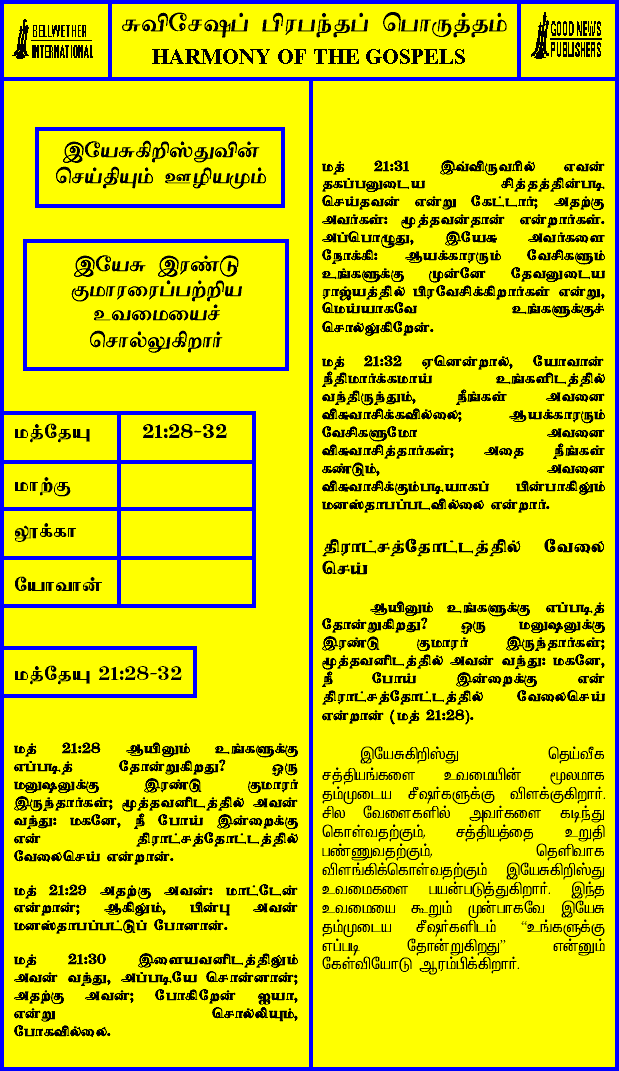 BELLWETHER
INTERNATIONAL
சுவிசேஷப் பிரபந்தப் பொருத்தம்
HARMONY OF THE GOSPELS
GOOD NEWS
PUBLISHERS
இயேசுகிறிஸ்துவின்
செய்தியும் ஊழியமும்
இயேசு இரண்டு
குமாரரைப்பற்றிய
உவமையைச்
சொல்லுகிறார்
மத்தேயு 21:28-32
மாற்கு
லூக்கா
யோவான்
மத்தேயு 21:28-32
மத் 21:28 ஆயினும் உங்களுக்கு
எப்படித் தோன்றுகிறது? ஒரு
மனுஷனுக்கு இரண்டு குமாரர்
இருந்தார்கள்; மூத்தவனிடத்தில் அவன்
வந்து: மகனே, நீ போய் இன்றைக்கு
என் திராட்சத்தோட்டத்தில்
வேலைசெய் என்றான்.
மத் 21:29 அதற்கு அவன்: மாட்டேன்
என்றான்; ஆகிலும், பின்பு அவன்
மனஸ்தாபப்பட்டுப் போனான்.
மத் 21:30 இளையவனிடத்திலும்
அவன் வந்து, அப்படியே சொன்னான்;
அதற்கு அவன்; போகிறேன் ஐயா,
என்று சொல்லியும்,
போகவில்லை.
மத் 21:31 இவ்விருவரில் எவன்
தகப்பனுடைய சித்தத்தின்படி
செய்தவன் என்று கேட்டார்; அதற்கு
அவர்கள்: மூத்தவன்தான் என்றார்கள்.
அப்பொழுது, இயேசு அவர்களை
நோக்கி: ஆயக்காரரும் வேசிகளும்
உங்களுக்கு முன்னே தேவனுடைய
ராஜ்யத்தில் பிரவேசிக்கிறார்கள் என்று,
மெய்யாகவே உங்களுக்குச்
சொல்லுகிறேன்.
மத் 21:32 ஏனென்றால், யோவான்
நீதிமார்க்கமாய் உங்களிடத்தில்
வந்திருந்தும், நீங்கள் அவனை
விசுவாசிக்கவில்லை; ஆயக்காரரும்
வேசிகளுமோ அவனை
விசுவாசித்தார்கள்; அதை நீங்கள்
கண்டும், அவனை
விசுவாசிக்கும்படியாகப் பின்பாகிலும்
மனஸ்தாபப்படவில்லை என்றார்.
திராட்சத்தோட்டத்தில் வேலை
செய்
ஆயினும் உங்களுக்கு எப்படித்
தோன்றுகிறது? ஒரு மனுஷனுக்கு
இரண்டு குமாரர் இருந்தார்கள்;
மூத்தவனிடத்தில் அவன் வந்து: மகனே,
நீ போய் இன்றைக்கு என்
திராட்சத்தோட்டத்தில் வேலைசெய்
என்றான் (மத் 21:28).
இயேசுகிறிஸ்து தெய்வீக
சத்தியங்களை உவமையின் மூலமாக
தம்முடைய சீஷர்களுக்கு விளக்குகிறார்.
சில வேளைகளில் அவர்களை கடிந்து
கொள்வதற்கும், சத்தியத்தை உறுதி
பண்ணுவதற்கும், தெளிவாக
விளங்கிக்கொள்வதற்கும் இயேசுகிறிஸ்து
உவமைகளை பயன்படுத்துகிறார். இந்த
உவமையை கூறும் முன்பாகவே இயேசு
தம்முடைய சீஷர்களிடம் “உங்களுக்கு
எப்படி தோன்றுகிறது” என்னும்
கேள்வியோடு ஆரம்பிக்கிறார்.